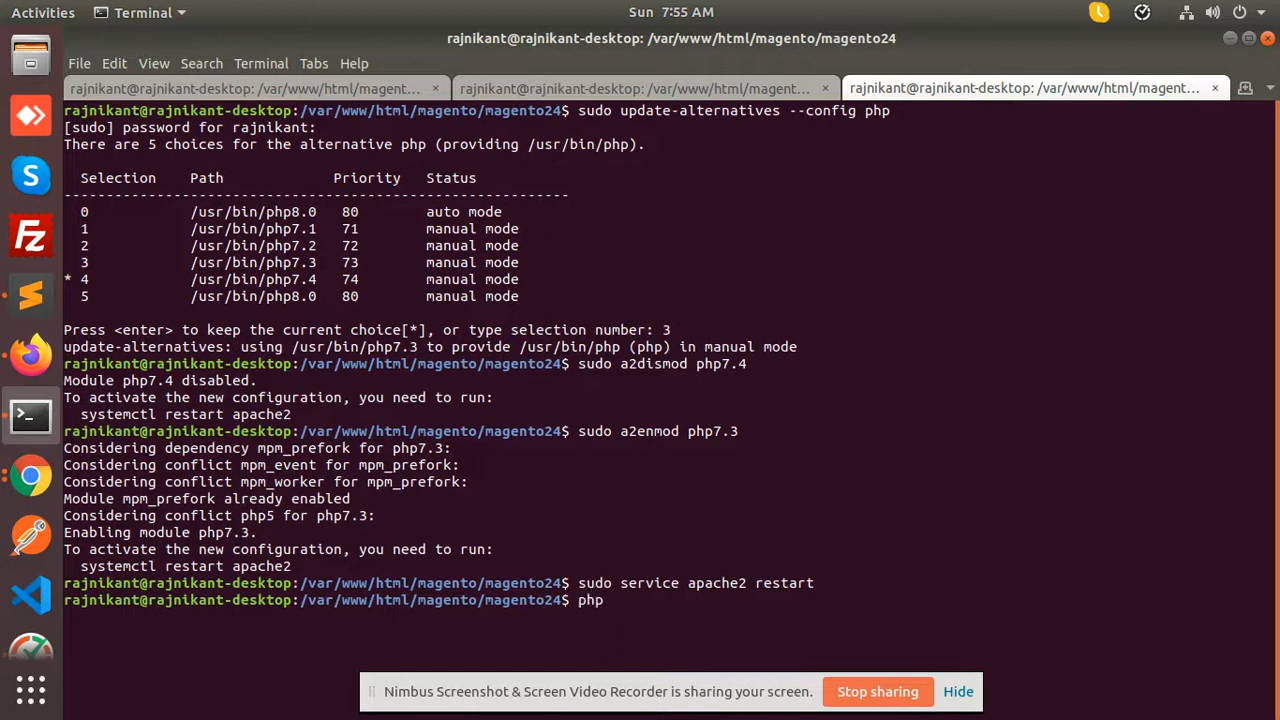 Activities Terminal Sun 7:55 AM
rajnikant@rajnikant-desktop: /var/www/html/magento/magento24
File Edit View Search Terminal Tabs Help
rajnikant@rajnikant-desktop: /var/www/html/magent... × rajnikant@rajnikant-desktop: /var/www/html/magent... × rajnikant@rajnikant-desktop: /var/www/html/magent... ×
rajnikant@rajnikant-desktop:/var/www/html/magento/magento24$ sudo update-alternatives --config php
[sudo] password for rajnikant:
There are 5 choices for the alternative php (providing /usr/bin/php).
Selection Path Priority Status
------------------------------------------------------------
0 /usr/bin/php8.0 80 auto mode
1 /usr/bin/php7.1 71 manual mode
2 /usr/bin/php7.2 72 manual mode
3 /usr/bin/php7.3 73 manual mode
* 4 /usr/bin/php7.4 74 manual mode
5 /usr/bin/php8.0 80 manual mode
Press <enter> to keep the current choice[*], or type selection number: 3
update-alternatives: using /usr/bin/php7.3 to provide /usr/bin/php (php) in manual mode
rajnikant@rajnikant-desktop:/var/www/html/magento/magento24$ sudo a2dismod php7.4
Module php7.4 disabled.
To activate the new configuration, you need to run:
systemctl restart apache2
rajnikant@rajnikant-desktop:/var/www/html/magento/magento24$ sudo a2enmod php7.3
Considering dependency mpm_prefork for php7.3:
Considering conflict mpm_event for mpm_prefork:
Considering conflict mpm_worker for mpm_prefork:
Module mpm_prefork already enabled
Considering conflict php5 for php7.3:
Enabling module php7.3.
To activate the new configuration, you need to run:
systemctl restart apache2
rajnikant@rajnikant-desktop:/var/www/html/magento/magento24$ sudo service apache2 restart
rajnikant@rajnikant-desktop:/var/www/html/magento/magento24$ php
Nimbus Screenshot & Screen Video Recorder is sharing your screen. Stop sharing Hide